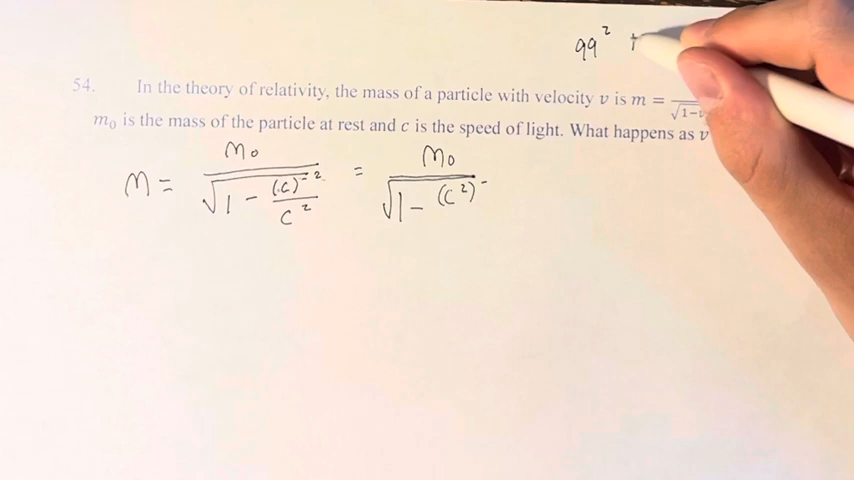 99² +
54. In the theory of relativity, the mass of a particle with velocity v is m = / √1−v
m₀ is the mass of the particle at rest and c is the speed of light. What happens as v
m = m₀ / √1 - (.c)⁻² / c² = m₀ / √1 - (c²)⁻